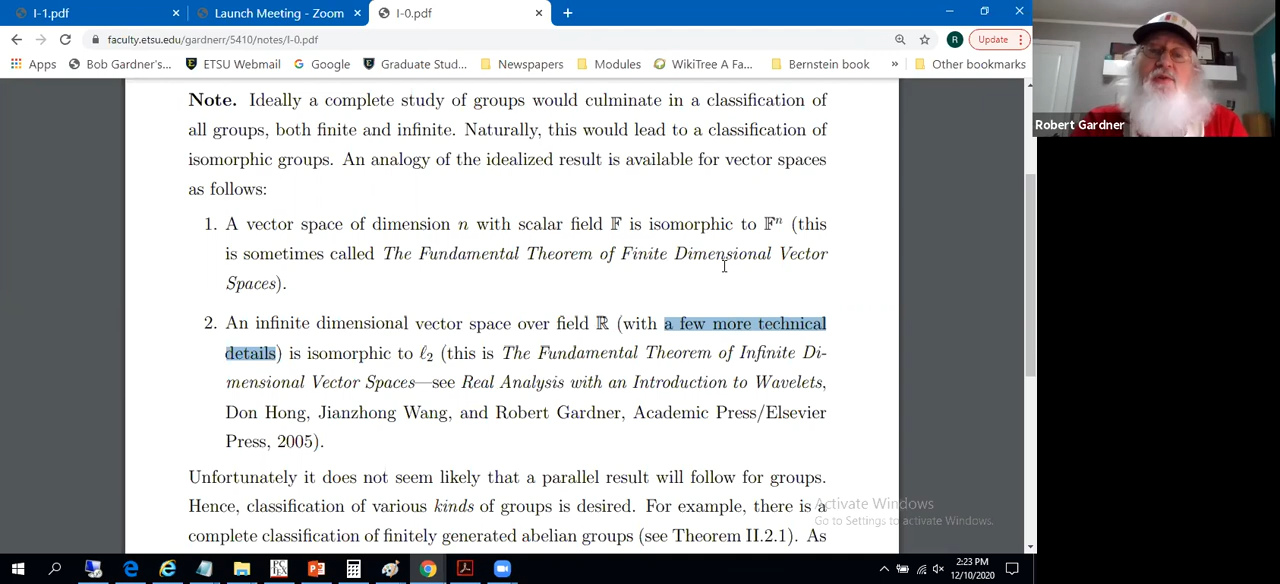 I-1.pdf
Launch Meeting - Zoom
I-0.pdf
faculty.etsu.edu/gardnerr/5410/notes/I-0.pdf
R
Update
Apps
Bob Gardner's...
ETSU Webmail
Google
Graduate Stud...
Newspapers
Modules
WikiTree A Fa...
Bernstein book
»
Other bookmarks
Robert Gardner
Note. Ideally a complete study of groups would culminate in a classification of
all groups, both finite and infinite. Naturally, this would lead to a classification of
isomorphic groups. An analogy of the idealized result is available for vector spaces
as follows:
1. A vector space of dimension n with scalar field 𝔽 is isomorphic to 𝔽ⁿ (this
is sometimes called The Fundamental Theorem of Finite Dimensional Vector
Spaces).
2. An infinite dimensional vector space over field ℝ (with a few more technical
details) is isomorphic to ℓ₂ (this is The Fundamental Theorem of Infinite Di-
mensional Vector Spaces—see Real Analysis with an Introduction to Wavelets,
Don Hong, Jianzhong Wang, and Robert Gardner, Academic Press/Elsevier
Press, 2005).
Unfortunately it does not seem likely that a parallel result will follow for groups.
Hence, classification of various kinds of groups is desired. For example, there is a
complete classification of finitely generated abelian groups (see Theorem II.2.1). As
Activate Windows
Go to Settings to activate Windows.
2:23 PM
12/10/2020